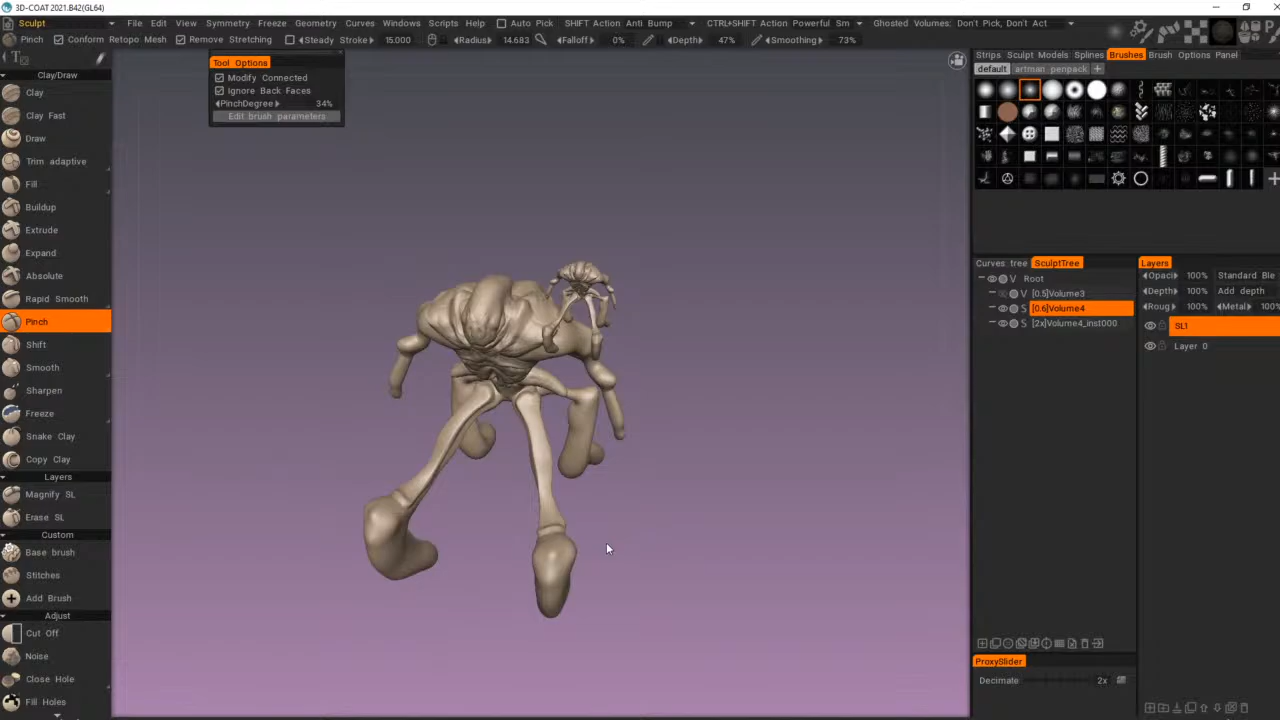 3D-COAT 2021.B42(GL64)
Sculpt File Edit View Symmetry Freeze Geometry Curves Windows Scripts Help Auto Pick SHIFT Action Anti Bump CTRL+SHIFT Action Powerful Sm Ghosted Volumes: Don't Pick, Don't Act
Pinch Conform Retopo Mesh Remove Stretching Steady Stroke 15.000 Radius 14.683 Falloff 0% Depth 47% Smoothing 73%
Tool Options
Modify Connected
Ignore Back Faces
PinchDegree 34%
Edit brush parameters
Clay/Draw
Clay
Clay Fast
Draw
Trim adaptive
Fill
Buildup
Extrude
Expand
Absolute
Rapid Smooth
Pinch
Shift
Smooth
Sharpen
Freeze
Snake Clay
Copy Clay
Layers
Magnify SL
Erase SL
Custom
Base brush
Stitches
Add Brush
Adjust
Cut Off
Noise
Close Hole
Fill Holes
Strips Sculpt Models Splines Brushes Brush Options Panel
default artman penpack +
Curves tree SculptTree
V Root
V [0.5]Volume3
S [0.6]Volume4
S [2x]Volume4_inst000
ProxySlider
Decimate 2x
Layers
Opaci 100% Standard Ble
Depth 100% Add depth
Roug 100% Metal 100%
SL1
Layer 0